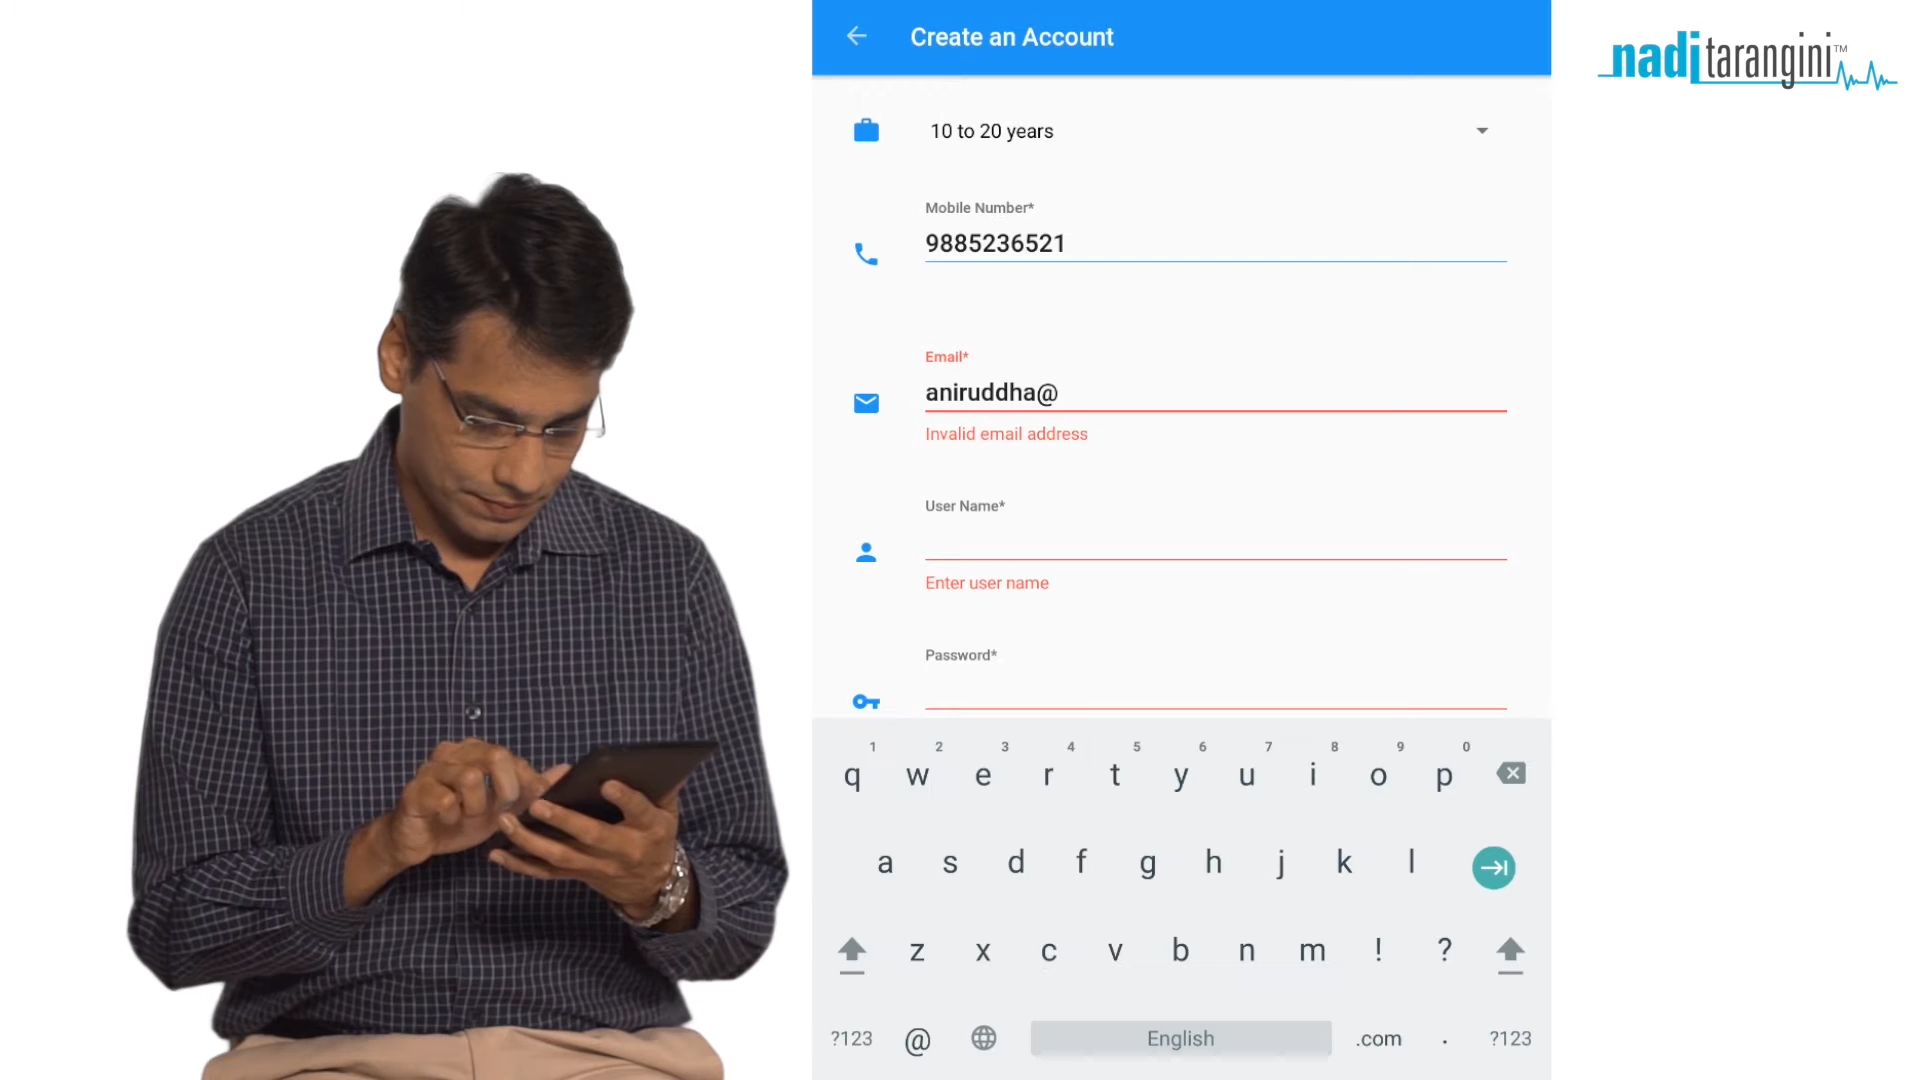 Create an Account
nadi tarangini™
10 to 20 years
Mobile Number*
9885236521
Email*
aniruddha@
Invalid email address
User Name*
Enter user name
Password*
1 2 3 4 5 6 7 8 9 0
q w e r t y u i o p
a s d f g h j k l
z x c v b n m ! ?
?123 @ English .com . ?123